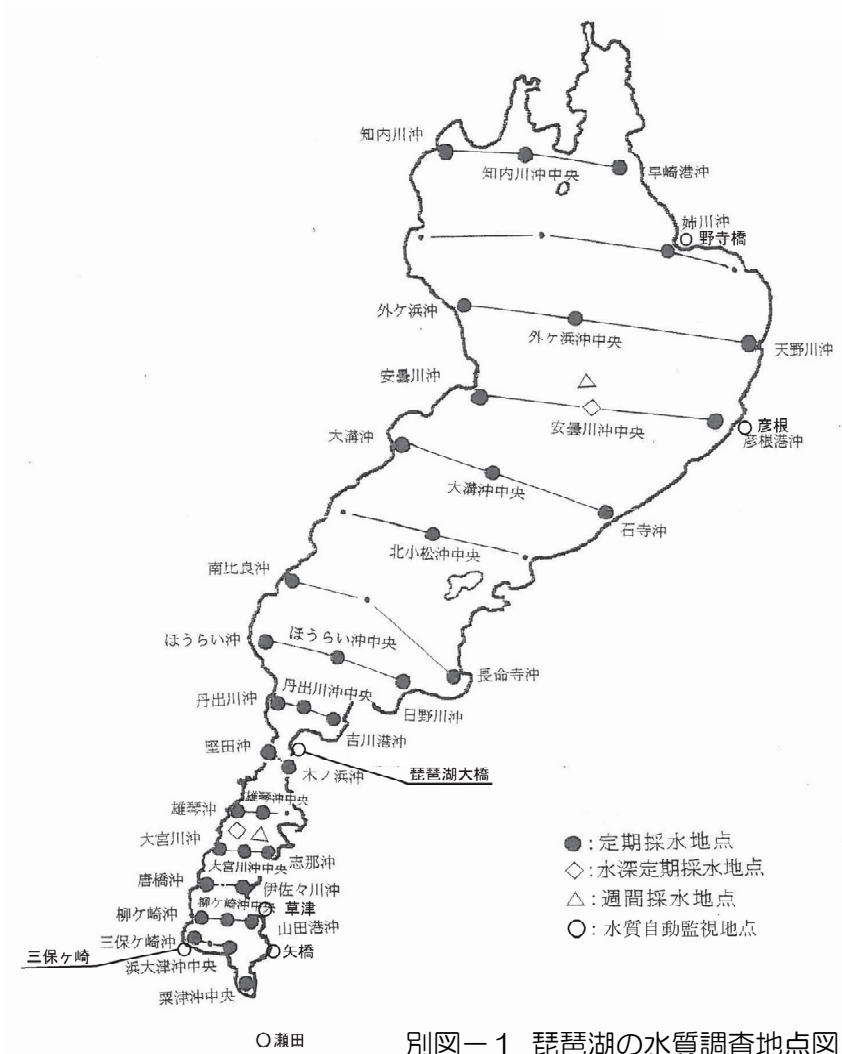 知内川沖
知内川沖中央
早崎港沖
姉川沖
野寺橋
外ケ浜沖
外ヶ浜沖中央
天野川沖
安曇川沖
安曇川沖中央
彦根
彦根港沖
大溝沖
大溝沖中央
石寺沖
北小松沖中央
南比良沖
ほうらい沖
ほうらい沖中央
長命寺沖
丹出川沖
丹出川沖中央
日野川沖
吉川港沖
堅田沖
木ノ浜沖
琵琶湖大橋
雄琴沖
雄琴沖中央
大宮川沖
大宮川沖中央
志那沖
唐橋沖
伊佐々川沖
柳ケ崎沖
柳ケ崎沖中央
草津
山田港沖
三保ケ崎沖
三保ヶ崎
浜大津沖中央
矢橋
粟津沖中央
瀬田
●:定期採水地点
◇:水深定期採水地点
△:週間採水地点
○:水質自動監視地点
別図-1 琵琶湖の水質調査地点図